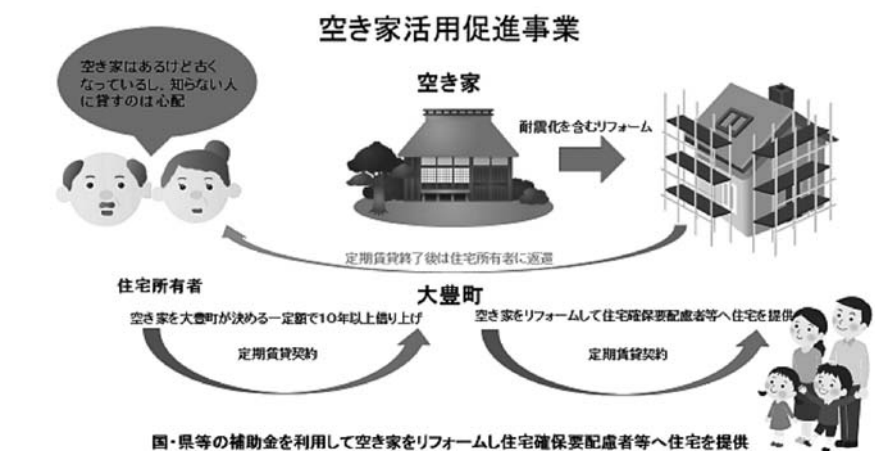 空き家活用促進事業
空き家はあるけど古く
なっているし、知らない人
に貸すのは心配
空き家
耐震化を含むリフォーム
定期賃貸終了後は住宅所有者に返還
住宅所有者
大豊町
空き家を大豊町が決める一定額で10年以上借り上げ
空き家をリフォームして住宅確保要配慮者等へ住宅を提供
定期賃貸契約
定期賃貸契約
国・県等の補助金を利用して空き家をリフォームし住宅確保要配慮者等へ住宅を提供